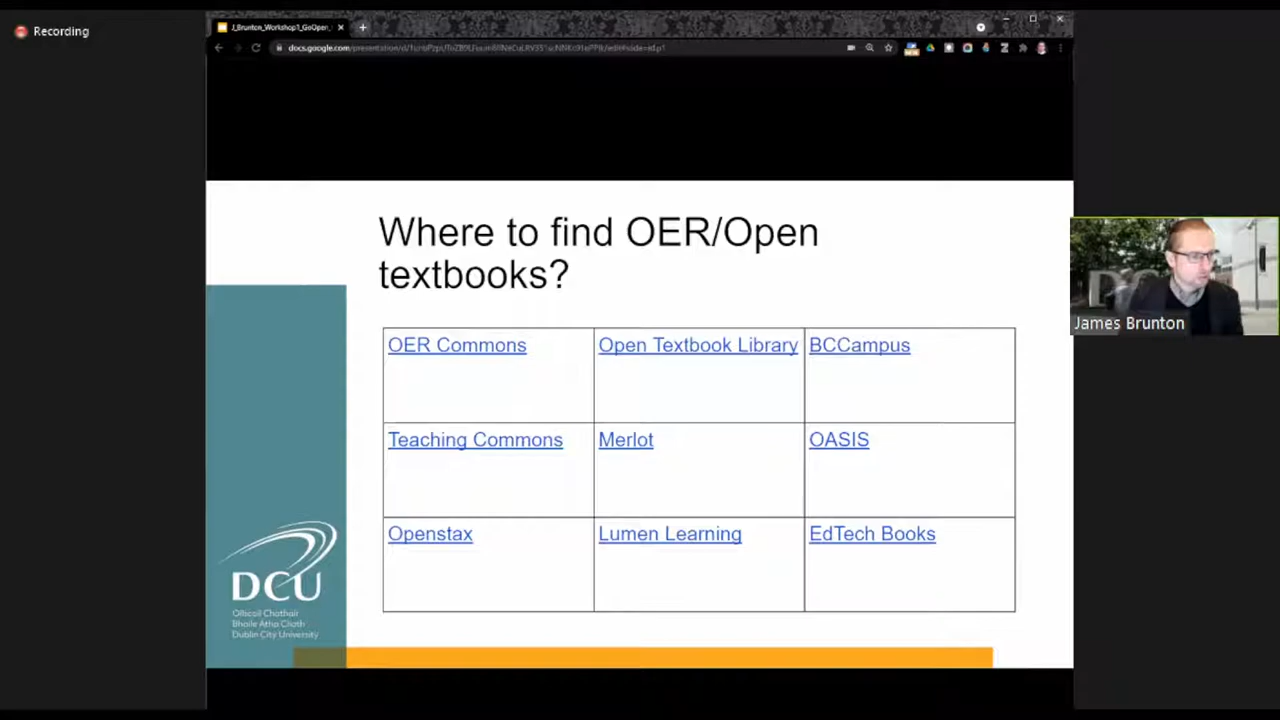 Recording
J_Brunton_Workshop1_GoOpen_
Where to find OER/Open
textbooks?
OER Commons
Open Textbook Library
BCCampus
Teaching Commons
Merlot
OASIS
Openstax
Lumen Learning
EdTech Books
James Brunton
DCU
Ollscoil Chathair
Bhaile Átha Cliath
Dublin City University